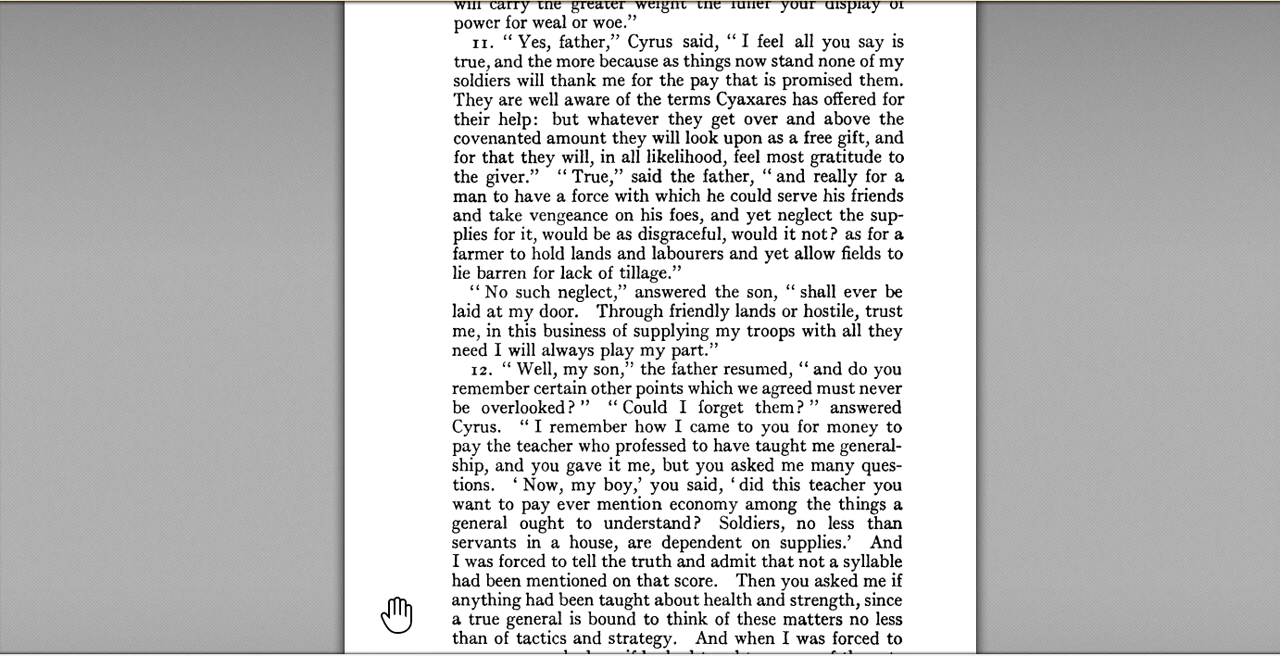 will carry the greater weight the fuller your display of
power for weal or woe.”
11. “ Yes, father,” Cyrus said, “ I feel all you say is
true, and the more because as things now stand none of my
soldiers will thank me for the pay that is promised them.
They are well aware of the terms Cyaxares has offered for
their help: but whatever they get over and above the
covenanted amount they will look upon as a free gift, and
for that they will, in all likelihood, feel most gratitude to
the giver.” “ True,” said the father, “ and really for a
man to have a force with which he could serve his friends
and take vengeance on his foes, and yet neglect the sup-
plies for it, would be as disgraceful, would it not? as for a
farmer to hold lands and labourers and yet allow fields to
lie barren for lack of tillage.”
“ No such neglect,” answered the son, “ shall ever be
laid at my door. Through friendly lands or hostile, trust
me, in this business of supplying my troops with all they
need I will always play my part.”
12. “ Well, my son,” the father resumed, “ and do you
remember certain other points which we agreed must never
be overlooked? ” “ Could I forget them? ” answered
Cyrus. “ I remember how I came to you for money to
pay the teacher who professed to have taught me general-
ship, and you gave it me, but you asked me many ques-
tions. ‘ Now, my boy,’ you said, ‘ did this teacher you
want to pay ever mention economy among the things a
general ought to understand? Soldiers, no less than
servants in a house, are dependent on supplies.’ And
I was forced to tell the truth and admit that not a syllable
had been mentioned on that score. Then you asked me if
anything had been taught about health and strength, since
a true general is bound to think of these matters no less
than of tactics and strategy. And when I was forced to